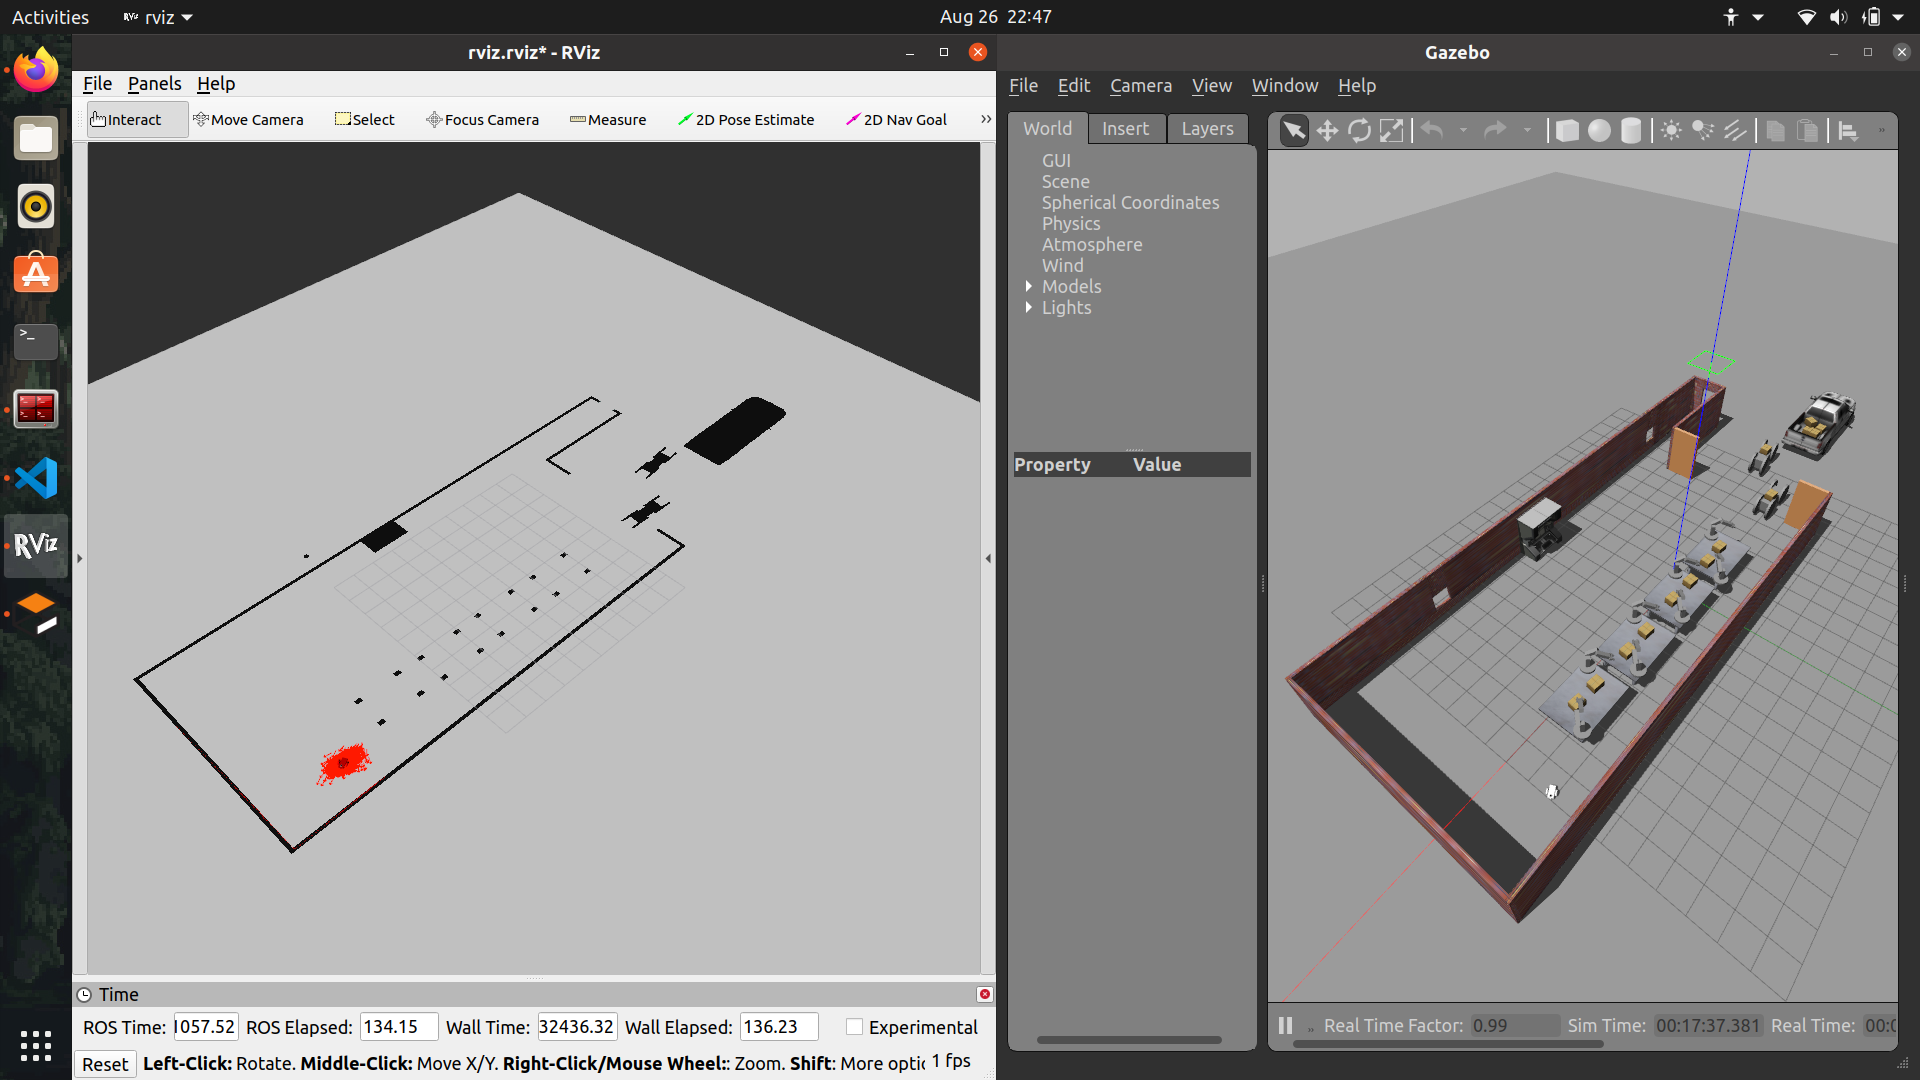 Activities
RViz rviz
Aug 26 22:47
rviz.rviz* - RViz
File Panels Help
Interact Move Camera Select Focus Camera Measure 2D Pose Estimate 2D Nav Goal »
Gazebo
File Edit Camera View Window Help
World Insert Layers
GUI
Scene
Spherical Coordinates
Physics
Atmosphere
Wind
Models
Lights
Property Value
RViz
Time
ROS Time: 1057.52 ROS Elapsed: 134.15 Wall Time: 32436.32 Wall Elapsed: 136.23 Experimental
Reset Left-Click: Rotate. Middle-Click: Move X/Y. Right-Click/Mouse Wheel:: Zoom. Shift: More optic 1 fps
» Real Time Factor: 0.99 Sim Time: 00:17:37.381 Real Time: 00:0